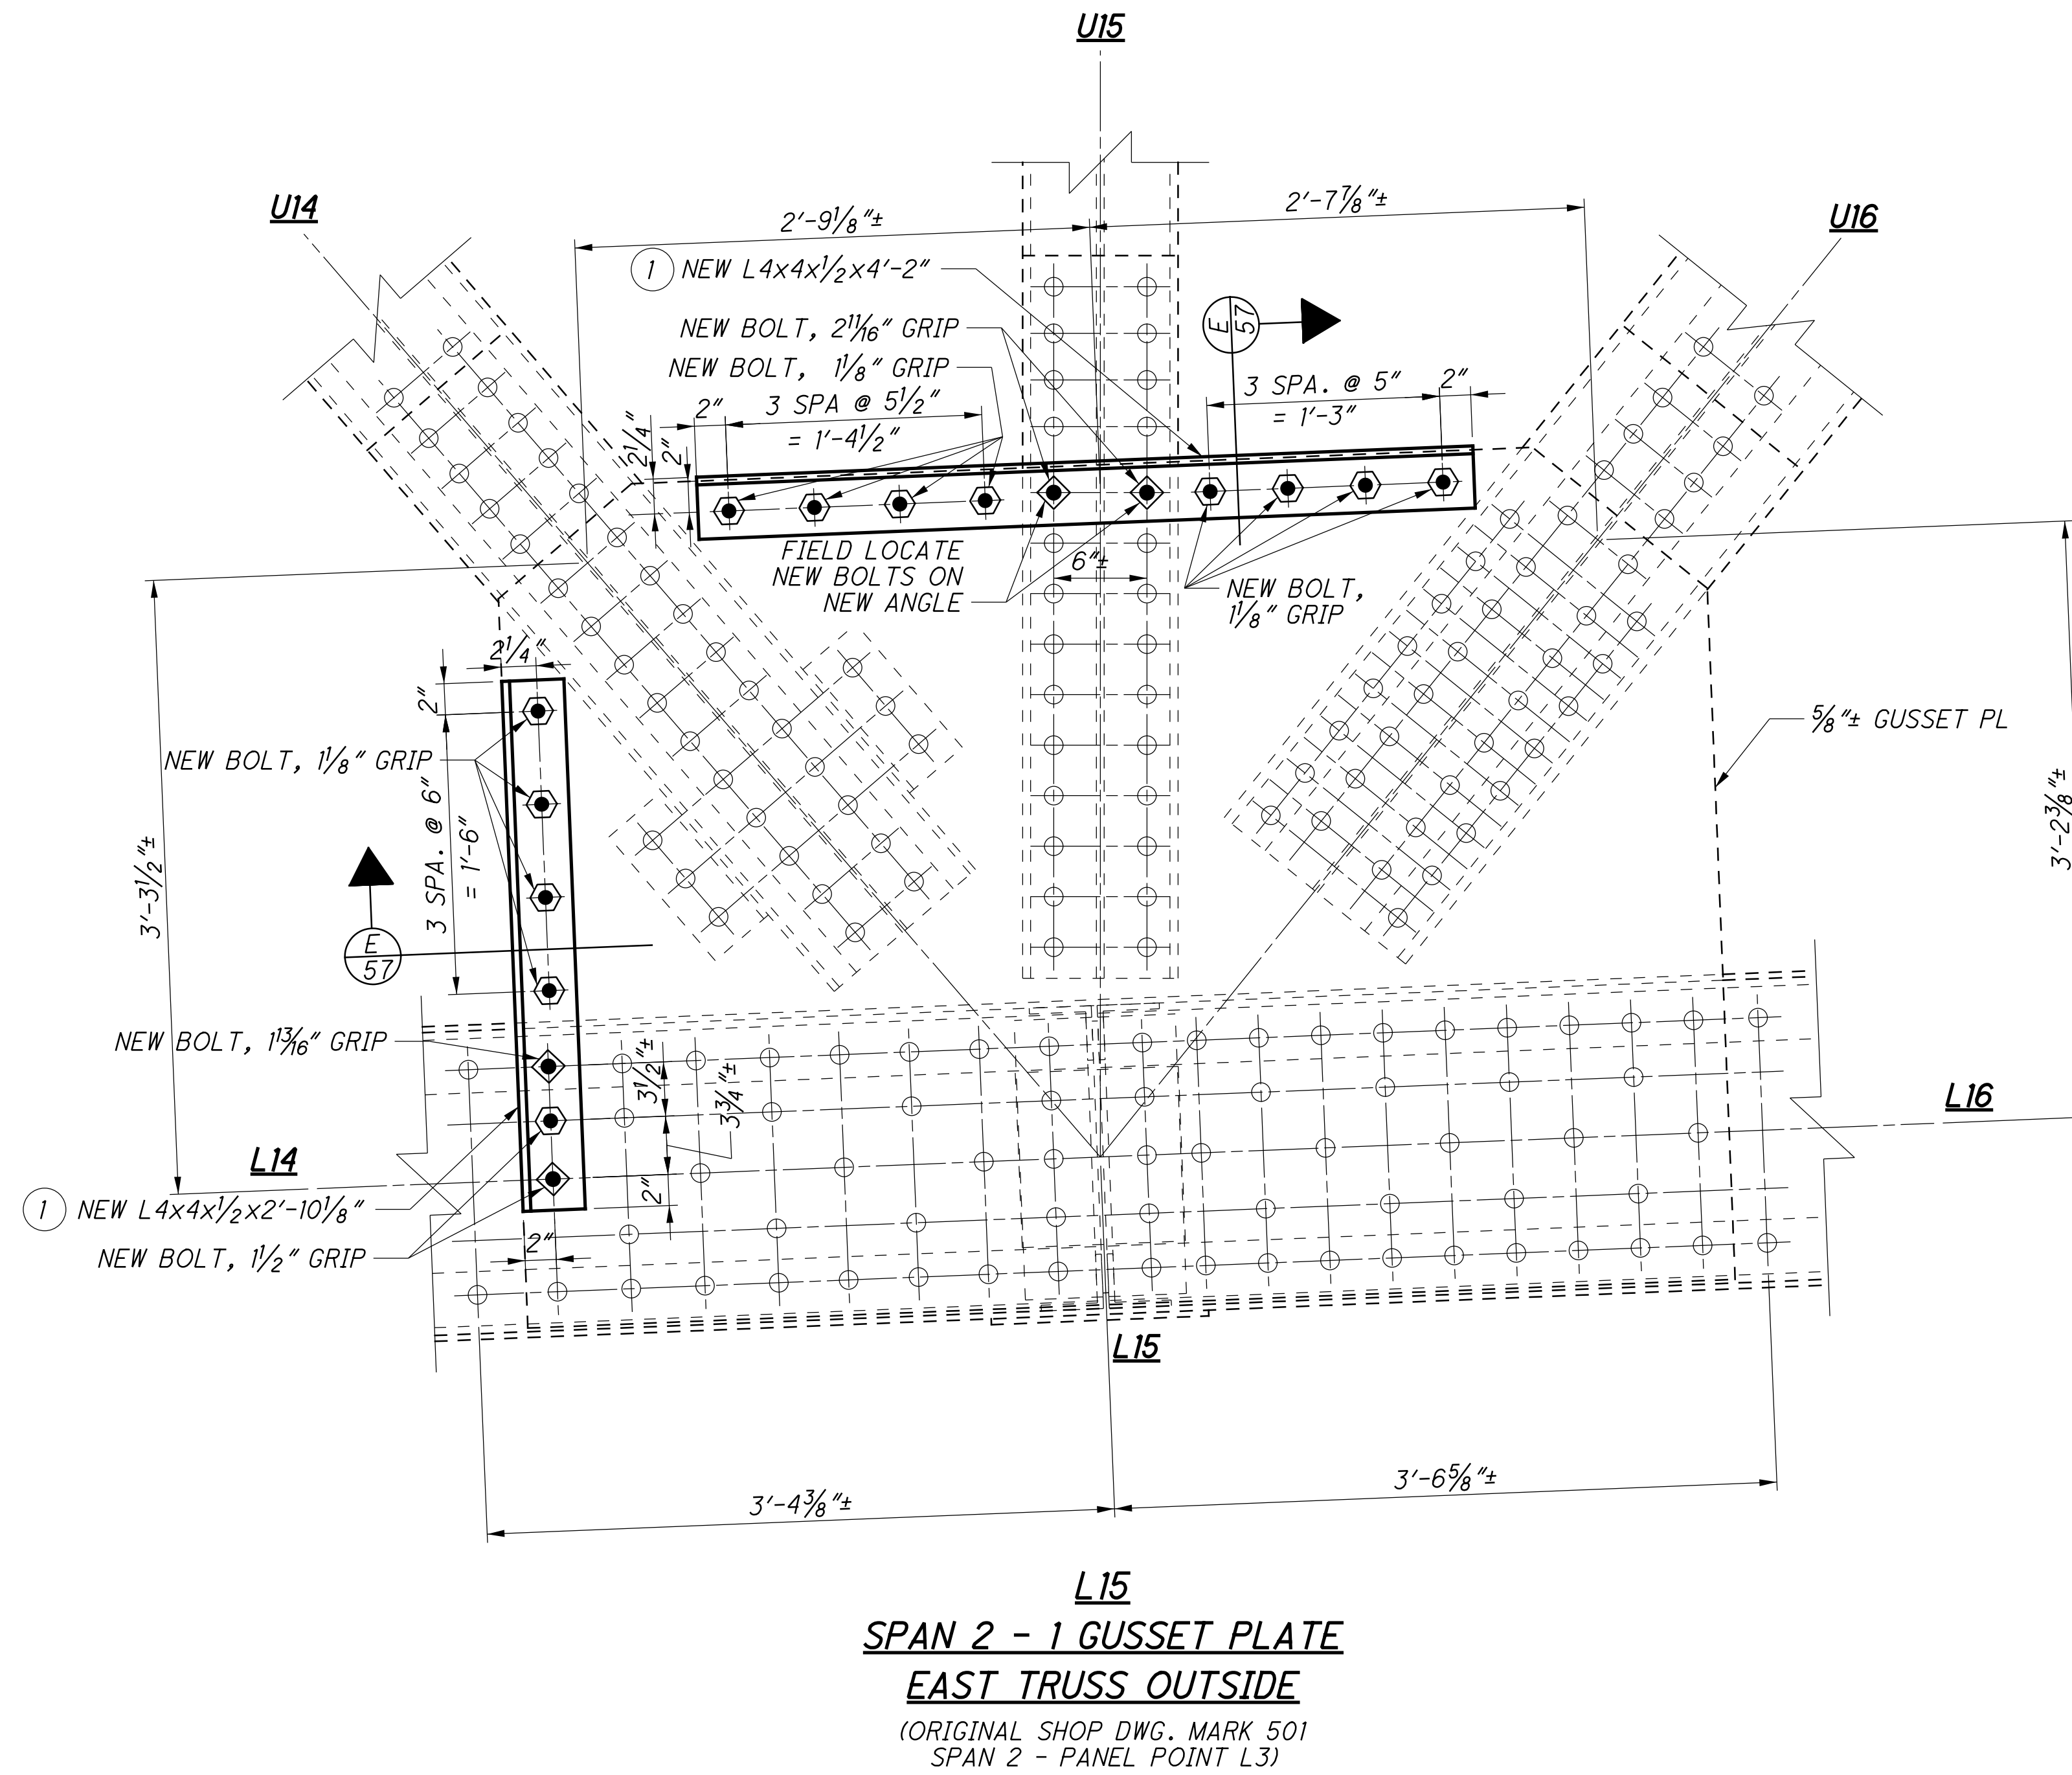 U15
U14
U16
2'-9 1/8"±
2'-7 7/8"±
1 NEW L4x4x1/2x4'-2"
E
57
NEW BOLT, 2 11/16" GRIP
NEW BOLT, 1 1/8" GRIP
2"
3 SPA @ 5 1/2"
= 1'-4 1/2"
3 SPA. @ 5"
= 1'-3"
2"
2 1/4"
2"
FIELD LOCATE
NEW BOLTS ON
NEW ANGLE
6"±
NEW BOLT,
1 1/8" GRIP
2 1/4"
2"
5/8"± GUSSET PL
NEW BOLT, 1 1/8" GRIP
3 SPA. @ 6"
= 1'-6"
3'-3 1/2"±
3'-2 3/8"±
E
57
NEW BOLT, 1 13/16" GRIP
3 1/2"±
3 3/4"±
L14
L16
1 NEW L4x4x1/2x2'-10 1/8"
2"
NEW BOLT, 1 1/2" GRIP
2"
L15
3'-4 3/8"±
3'-6 5/8"±
L15
SPAN 2 - 1 GUSSET PLATE
EAST TRUSS OUTSIDE
(ORIGINAL SHOP DWG. MARK 501
SPAN 2 - PANEL POINT L3)